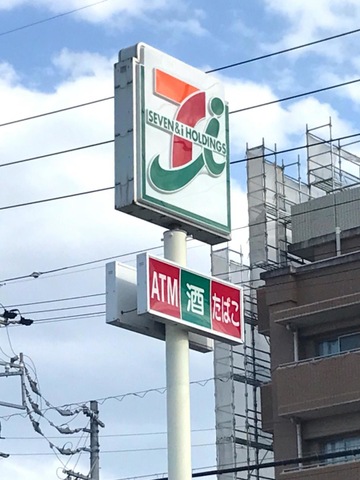 SEVEN&i HOLDINGS
ATM 酒 たばこ